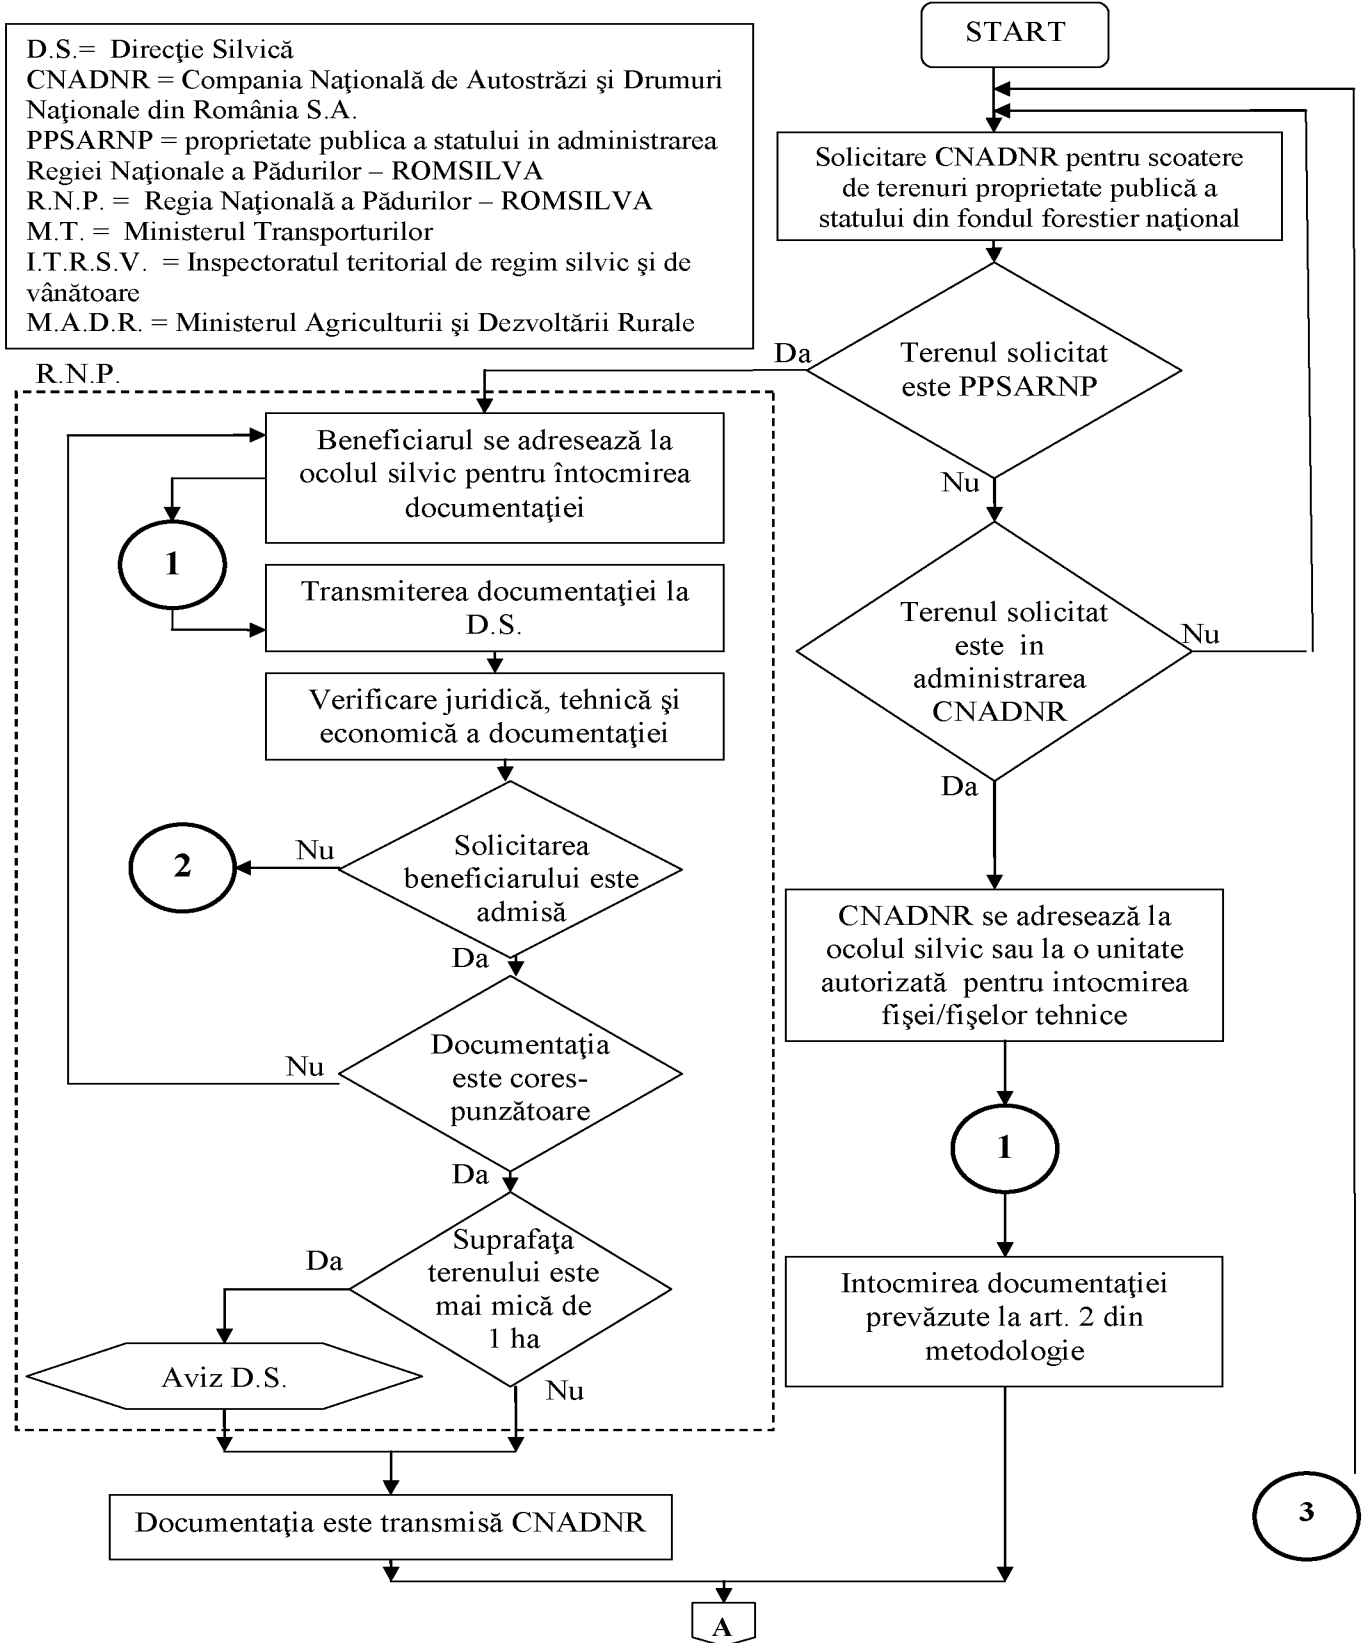 START
D.S.= Direcţie Silvică
CNADNR = Compania Naţională de Autostrăzi şi Drumuri
Naţionale din România S.A.
PPSARNP = proprietate publica a statului in administrarea
Regiei Naţionale a Pădurilor – ROMSILVA
R.N.P. = Regia Naţională a Pădurilor – ROMSILVA
M.T. = Ministerul Transporturilor
I.T.R.S.V. = Inspectoratul teritorial de regim silvic şi de
vânătoare
M.A.D.R. = Ministerul Agriculturii şi Dezvoltării Rurale
Solicitare CNADNR pentru scoatere
de terenuri proprietate publică a
statului din fondul forestier naţional
Terenul solicitat
este PPSARNP
Da
Nu
R.N.P.
Beneficiarul se adresează la
ocolul silvic pentru întocmirea
documentaţiei
1
Transmiterea documentaţiei la
D.S.
Verificare juridică, tehnică şi
economică a documentaţiei
Solicitarea
beneficiarului este
admisă
Nu
2
Da
Documentaţia
este cores-
punzătoare
Nu
Da
Suprafaţa
terenului este
mai mică de
1 ha
Da
Nu
Aviz D.S.
Documentaţia este transmisă CNADNR
Terenul solicitat
este in
administrarea
CNADNR
Nu
Da
CNADNR se adresează la
ocolul silvic sau la o unitate
autorizată pentru intocmirea
fişei/fişelor tehnice
1
Intocmirea documentaţiei
prevăzute la art. 2 din
metodologie
3
A